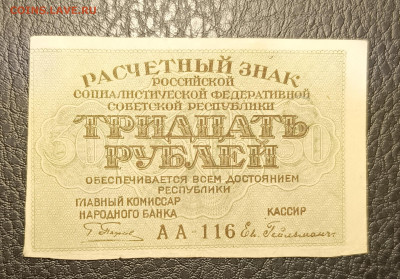 COINS.LAVE.RU
РАСЧЕТНЫЙ ЗНАК
РОССИЙСКОЙ
СОЦИАЛИСТИЧЕСКОЙ ФЕДЕРАТИВНОЙ
СОВЕТСКОЙ РЕСПУБЛИКИ
ТРИДЦАТЬ
РУБЛЕЙ
ОБЕСПЕЧИВАЕТСЯ ВСЕМ ДОСТОЯНИЕМ
РЕСПУБЛИКИ
ГЛАВНЫЙ КОМИССАР
НАРОДНОГО БАНКА
КАССИР
АА-116